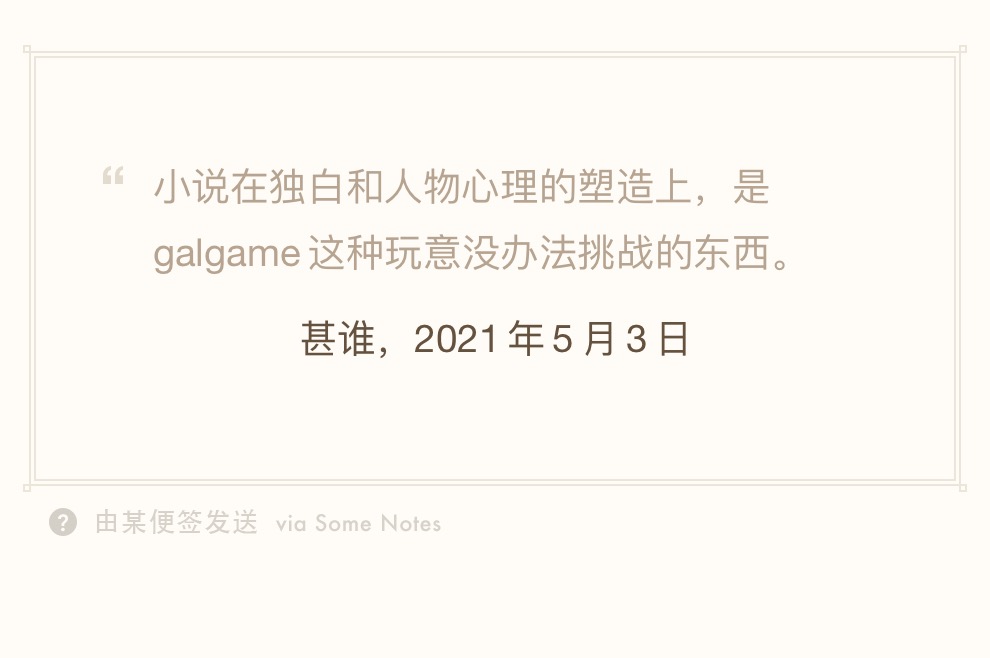 “ 小说在独白和人物心理的塑造上，是
galgame 这种玩意没办法挑战的东西。
甚谁，2021 年 5 月 3 日
? 由某便签发送 via Some Notes